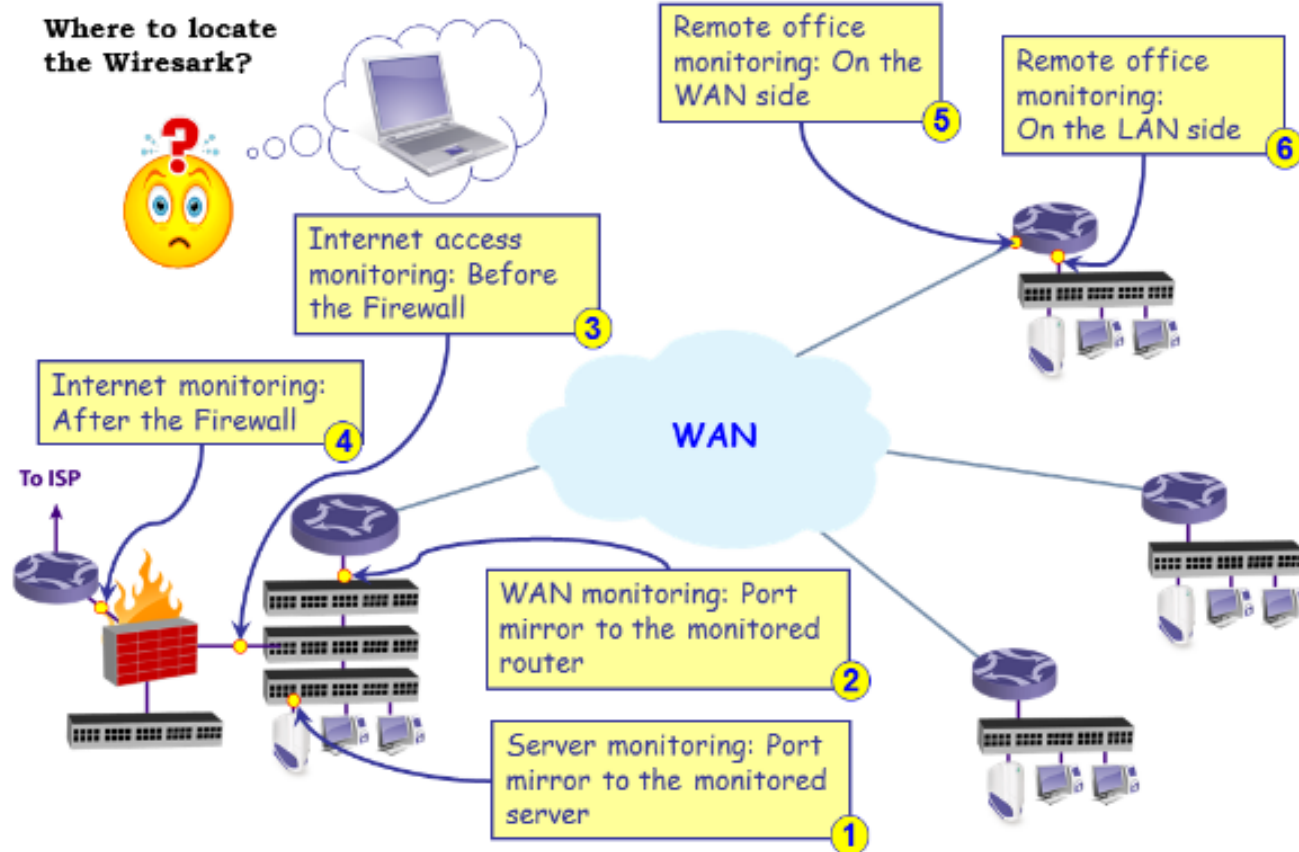 Where to locate
the Wiresark?
?
Remote office
monitoring: On the
WAN side
5
Remote office
monitoring:
On the LAN side
6
Internet access
monitoring: Before
the Firewall
3
Internet monitoring:
After the Firewall
4
To ISP
WAN
WAN monitoring: Port
mirror to the monitored
router
2
Server monitoring: Port
mirror to the monitored
server
1